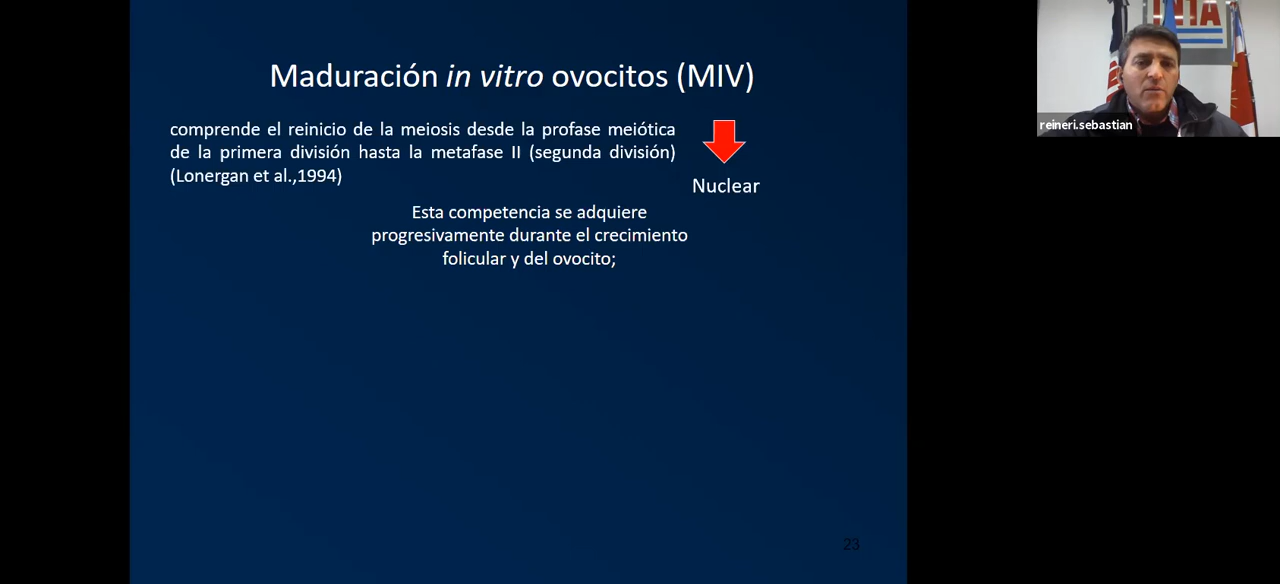 Maduración in vitro ovocitos (MIV)
comprende el reinicio de la meiosis desde la profase meiótica
de la primera división hasta la metafase II (segunda división)
(Lonergan et al.,1994)
Nuclear
Esta competencia se adquiere
progresivamente durante el crecimiento
folicular y del ovocito;
23
INTA
reineri.sebastian